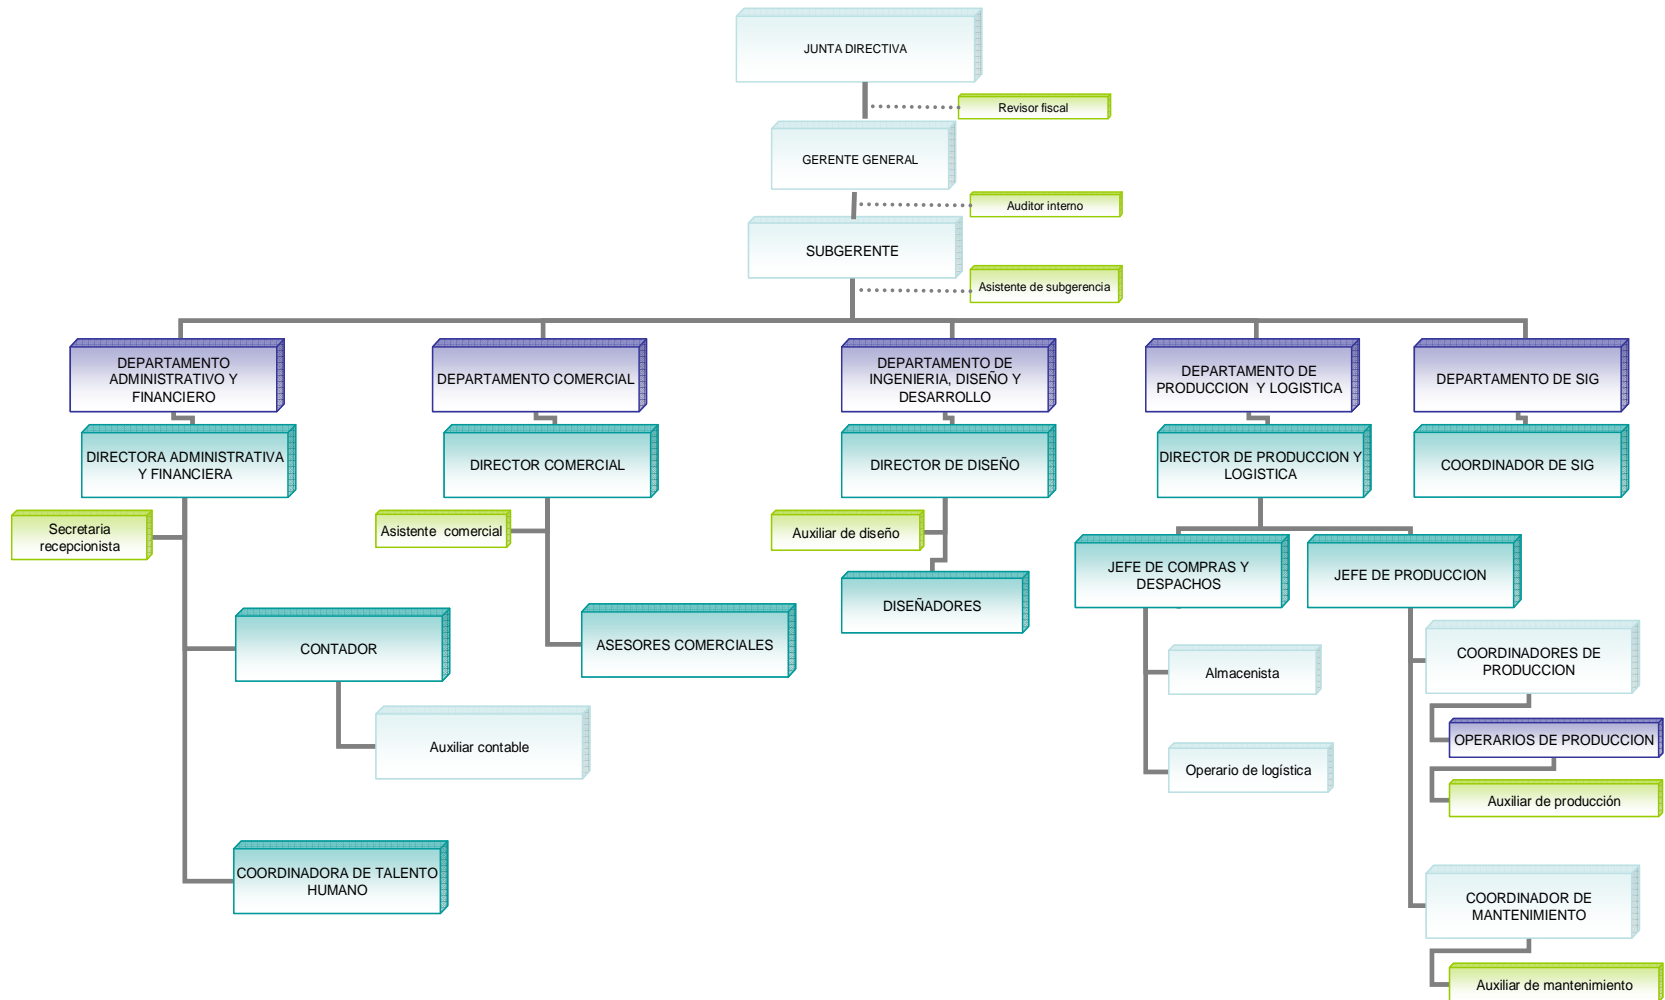 JUNTA DIRECTIVA
Revisor fiscal
GERENTE GENERAL
Auditor interno
SUBGERENTE
Asistente de subgerencia
DEPARTAMENTO
ADMINISTRATIVO Y
FINANCIERO
DEPARTAMENTO COMERCIAL
DEPARTAMENTO DE
INGENIERIA, DISEÑO Y
DESARROLLO
DEPARTAMENTO DE
PRODUCCION Y LOGISTICA
DEPARTAMENTO DE SIG
DIRECTORA ADMINISTRATIVA
Y FINANCIERA
DIRECTOR COMERCIAL
DIRECTOR DE DISEÑO
DIRECTOR DE PRODUCCION Y
LOGISTICA
COORDINADOR DE SIG
Secretaria
recepcionista
Asistente comercial
Auxiliar de diseño
JEFE DE COMPRAS Y
DESPACHOS
JEFE DE PRODUCCION
DISEÑADORES
CONTADOR
ASESORES COMERCIALES
Almacenista
COORDINADORES DE
PRODUCCION
Auxiliar contable
Operario de logística
OPERARIOS DE PRODUCCION
Auxiliar de producción
COORDINADORA DE TALENTO
HUMANO
COORDINADOR DE
MANTENIMIENTO
Auxiliar de mantenimiento